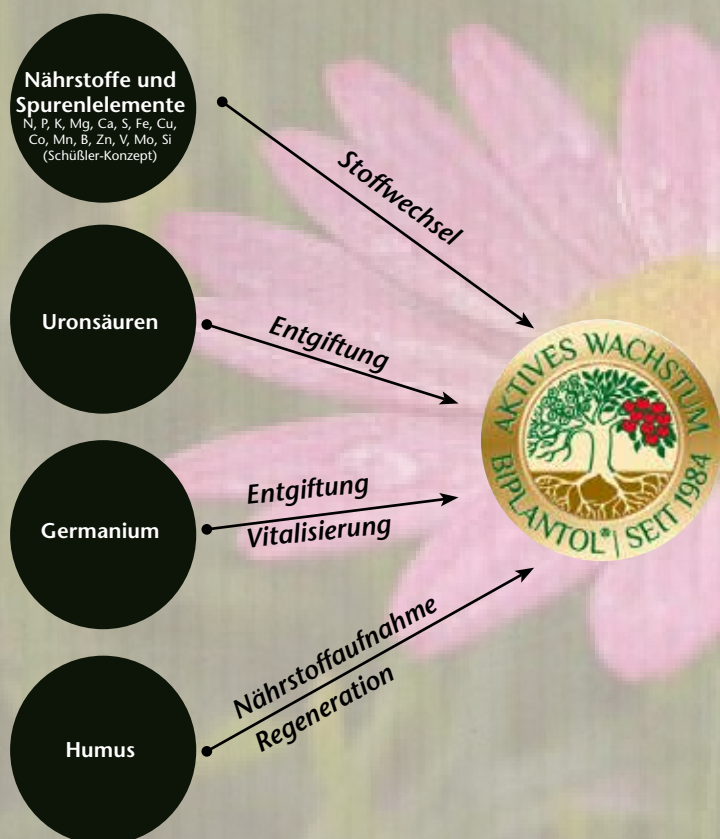 Nährstoffe und
Spurenlelemente
N, P, K, Mg, Ca, S, Fe, Cu,
Co, Mn, B, Zn, V, Mo, Si
(Schüßler-Konzept)
Stoffwechsel
Uronsäuren
Entgiftung
AKTIVES WACHSTUM
BIPLANTOL® | SEIT 1984
Germanium
Entgiftung
Vitalisierung
Humus
Nährstoffaufnahme
Regeneration